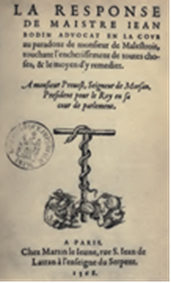 LA RESPONSE
DE MAISTRE IEAN
BODIN ADVOCAT EN LA COVR
au paradoxe de monsieur de Malestroit,
touchant l'encherissement de toutes cho-
ses, & le moyen d'y remedier.
A monsieur Preuost, Seigneur de Morsan,
President pour le Roy en sa
cour de parlement.
A PARIS,
Chez Martin le Ieune, rue S. Iean de
Latran à l'enseigne du Serpent.
1568.